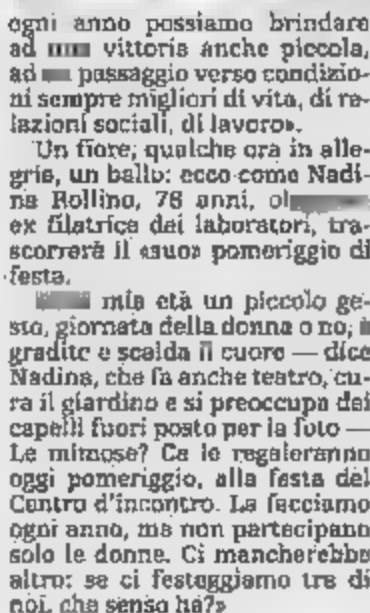 ogni anno possiamo brindare
ad vittoria anche piccola,
ad passaggio verso condizio-
ni sempre migliori di vita, di re-
lazioni sociali, di lavoro».
Un fiore, qualche ora in alle-
gria, un ballo: ecco come Nadi-
na Rollino, 76 anni,
ex filatrice dei laboratori, tra-
scorrerà il «suo» pomeriggio di
festa.
mia età un piccolo ge-
sto, giornata della donna o no, è
gradito e scalda il cuore — dice
Nadina, che fa anche teatro, cu-
ra il giardino e si preoccupa dei
capelli fuori posto per la foto —
Le mimose? Ce le regaleranno
oggi pomeriggio, alla festa del
Centro d'incontro. La facciamo
ogni anno, ma non partecipano
solo le donne. Ci mancherebbe
altro: se ci festeggiamo tra di
noi, che senso ha?»